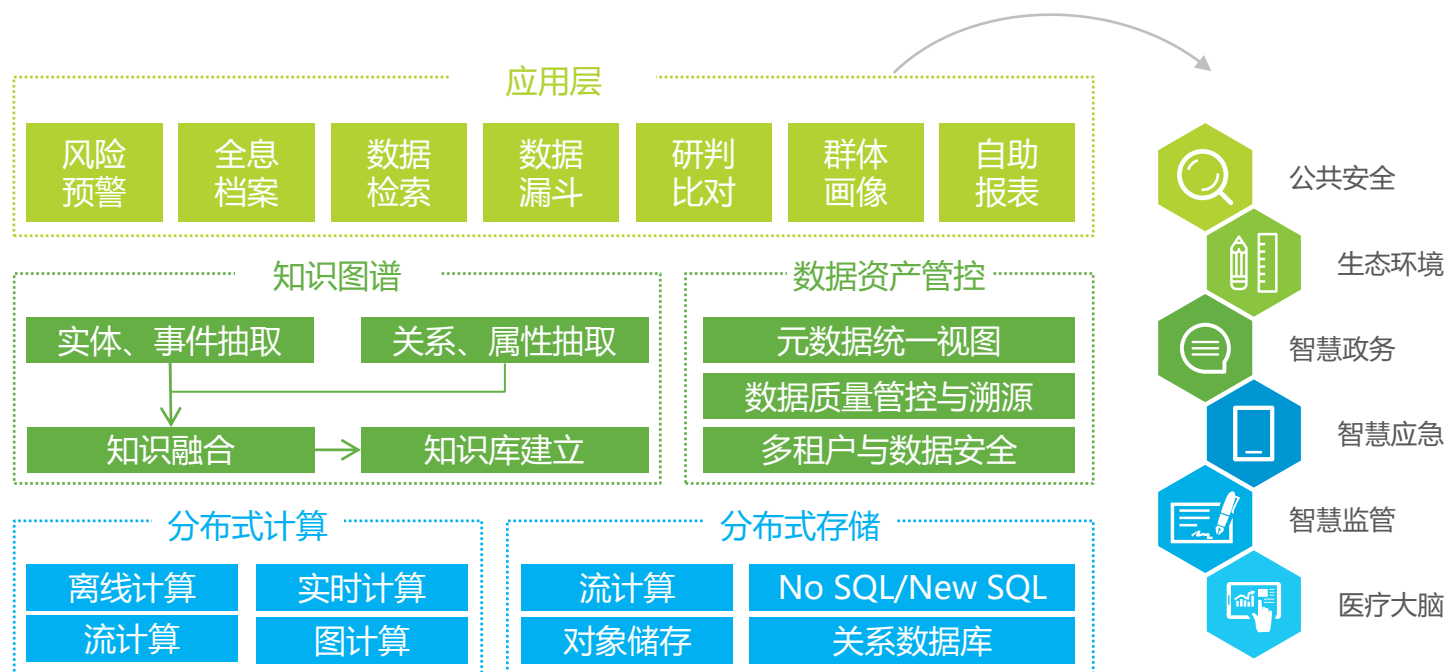 应用层
风险
预警
全息
档案
数据
检索
数据
漏斗
研判
比对
群体
画像
自助
报表
知识图谱
实体、事件抽取
关系、属性抽取
知识融合
知识库建立
数据资产管控
元数据统一视图
数据质量管控与溯源
多租户与数据安全
分布式计算
离线计算
实时计算
流计算
图计算
分布式存储
流计算
No SQL/New SQL
对象储存
关系数据库
公共安全
生态环境
智慧政务
智慧应急
智慧监管
医疗大脑